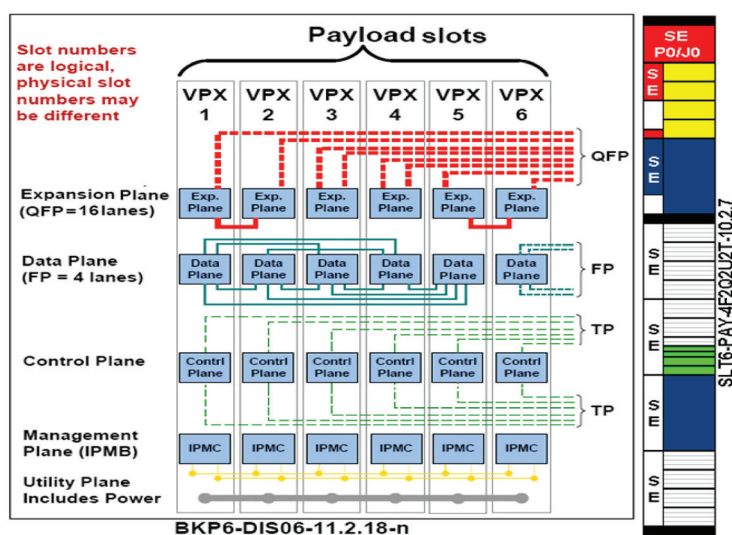 Payload slots
Slot numbers
are logical,
physical slot
numbers may
be different
VPX
1
VPX
2
VPX
3
VPX
4
VPX
5
VPX
6
QFP
Expansion Plane
(QFP=16lanes)
Exp.
Plane
Exp.
Plane
Exp.
Plane
Exp.
Plane
Exp.
Plane
Exp.
Plane
Data Plane
(FP = 4 lanes)
Data
Plane
Data
Plane
Data
Plane
Data
Plane
Data
Plane
Data
Plane
FP
TP
Control Plane
Contrl
Plane
Contrl
Plane
Contrl
Plane
Contrl
Plane
Contrl
Plane
Contrl
Plane
TP
Management
Plane (IPMB)
IPMC
IPMC
IPMC
IPMC
IPMC
IPMC
Utility Plane
Includes Power
BKP6-DIS06-11.2.18-n
SE
P0/J0
S
E
S
E
S
E
S
E
S
E
S
E
SLT6-PAY-4F2Q2U2T-10.2.7